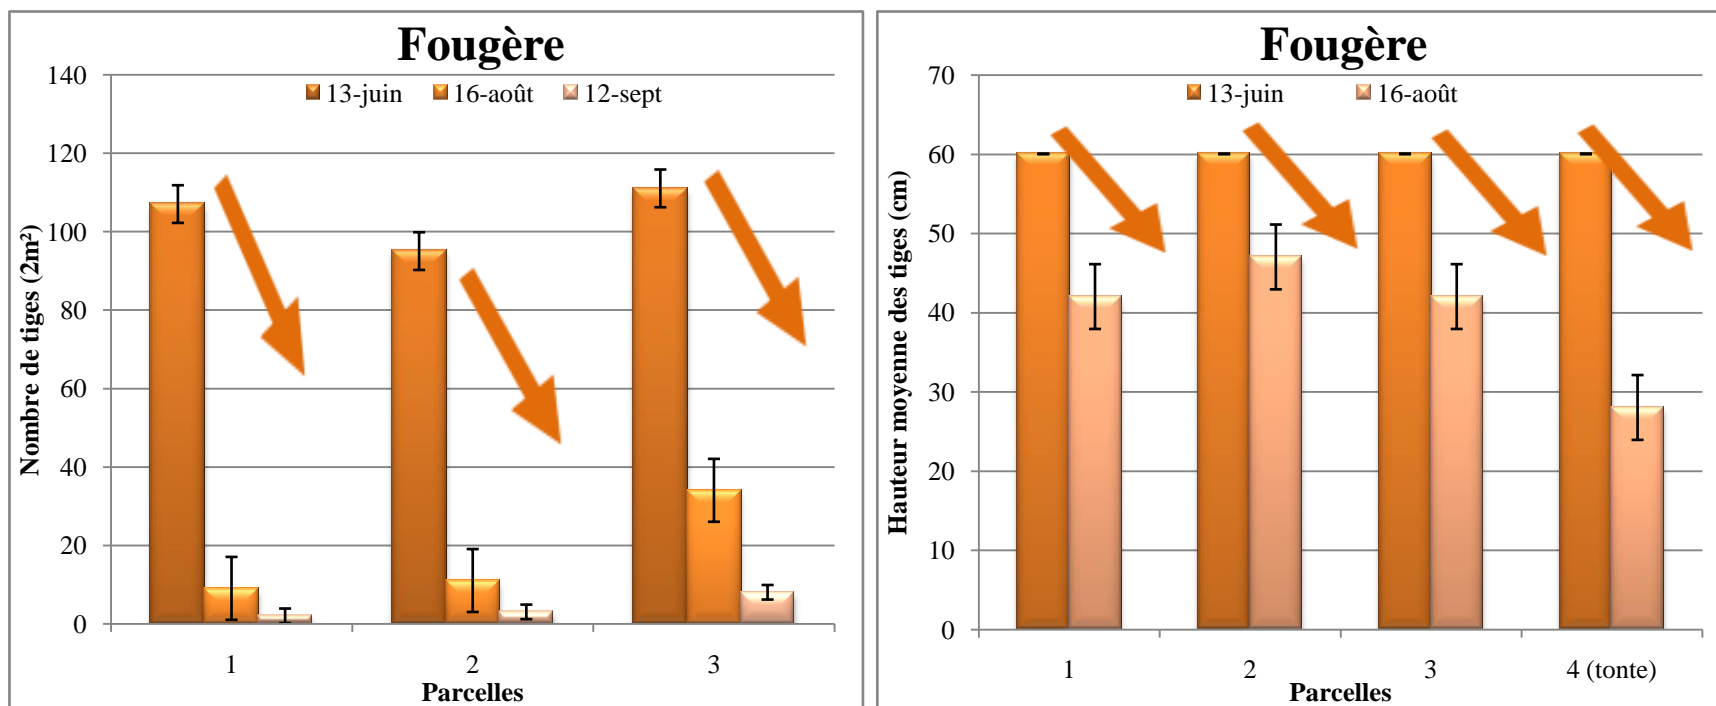 Fougère
13-juin 16-août 12-sept
Nombre de tiges (2m²)
140
120
100
80
60
40
20
0
1 2 3
Parcelles
Fougère
13-juin 16-août
Hauteur moyenne des tiges (cm)
70
60
50
40
30
20
10
0
1 2 3 4 (tonte)
Parcelles